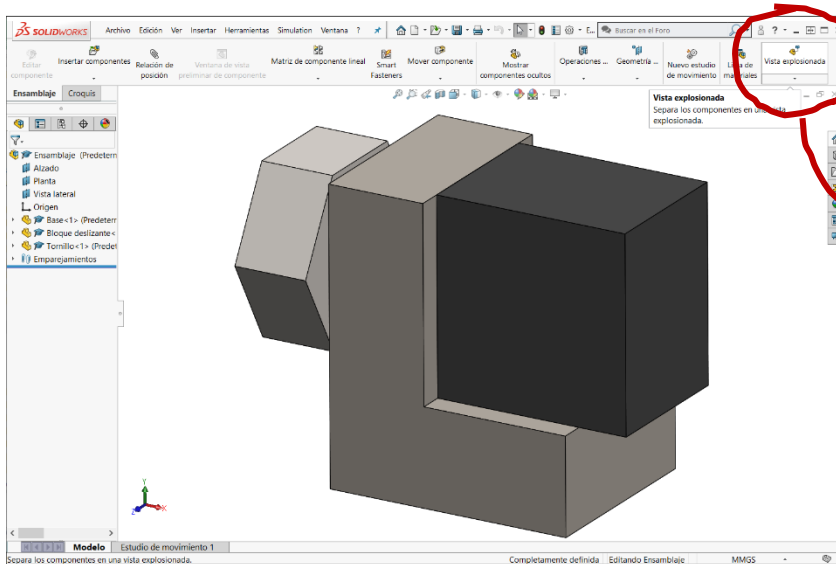 SOLIDWORKS Archivo Edición Ver Insertar Herramientas Simulation Ventana ? E... Buscar en el Foro ?
Editar componente
Insertar componentes
Relación de posición
Ventana de vista preliminar de componente
Matriz de componente lineal
Smart Fasteners
Mover componente
Mostrar componentes ocultos
Operaciones ...
Geometría ...
Nuevo estudio de movimiento
Lista de materiales
Vista explosionada
Ensamblaje Croquis
Vista explosionada
Separa los componentes en una vista
explosionada.
Ensamblaje (Predetern
Alzado
Planta
Vista lateral
Origen
Base<1> (Predeterr
Bloque deslizante<
Tornillo<1> (Predet
Emparejamientos
Y
X
Z
Modelo Estudio de movimiento 1
Separa los componentes en una vista explosionada. Completamente definida Editando Ensamblaje MMGS